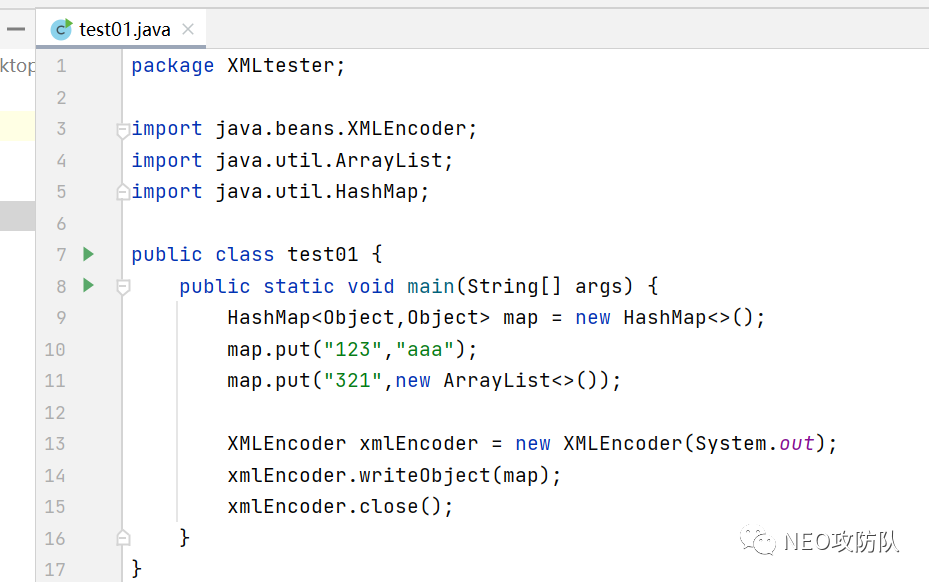 test01.java
ktop
1 package XMLtester;
2
3 import java.beans.XMLEncoder;
4 import java.util.ArrayList;
5 import java.util.HashMap;
6
7 public class test01 {
8 public static void main(String[] args) {
9 HashMap<Object,Object> map = new HashMap<>();
10 map.put("123","aaa");
11 map.put("321",new ArrayList<>());
12
13 XMLEncoder xmlEncoder = new XMLEncoder(System.out);
14 xmlEncoder.writeObject(map);
15 xmlEncoder.close();
16 }
17 }
NEO攻防队